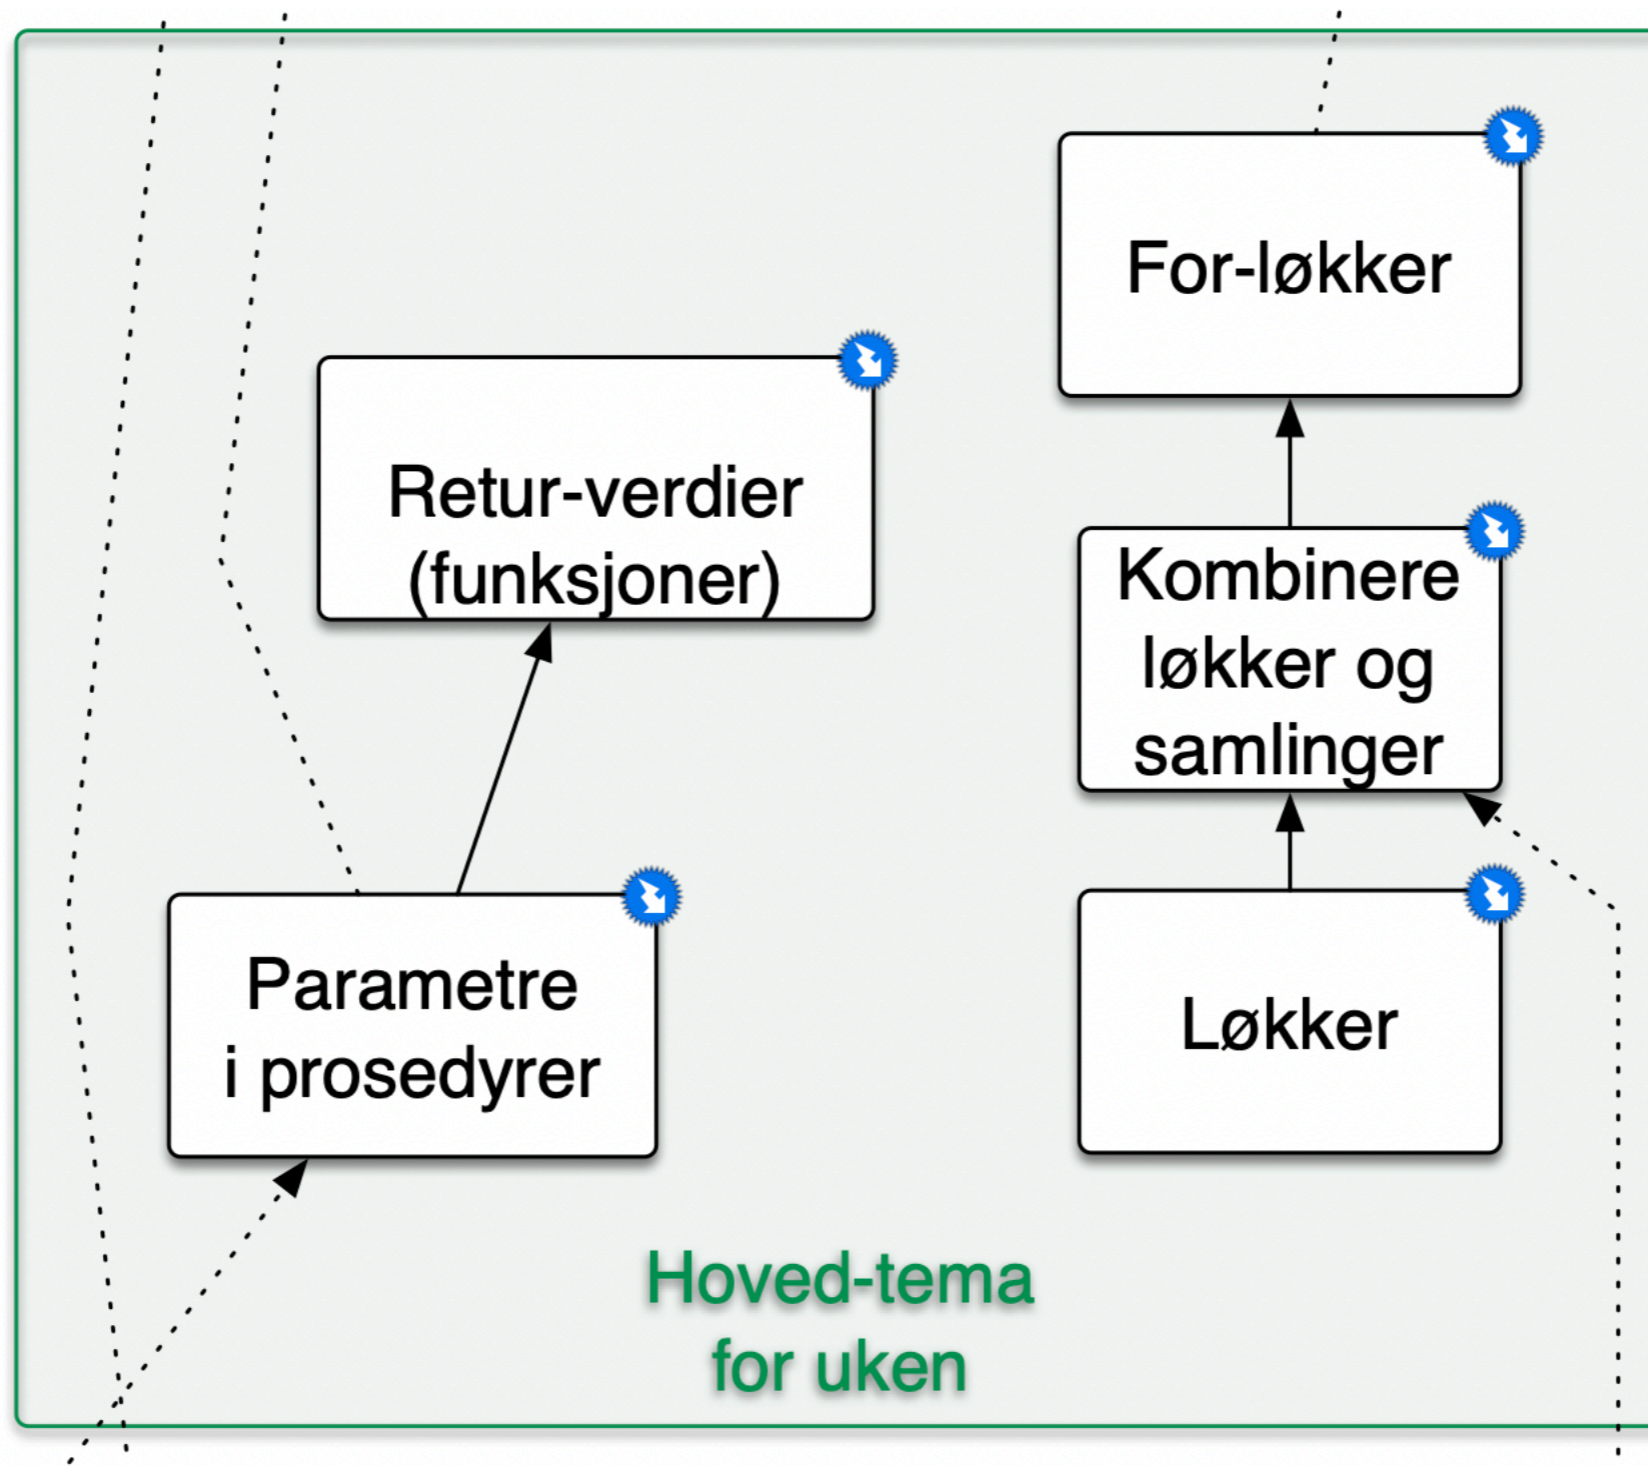 For-løkker
Retur-verdier
(funksjoner)
Kombinere
løkker og
samlinger
Parametre
i prosedyrer
Løkker
Hoved-tema
for uken